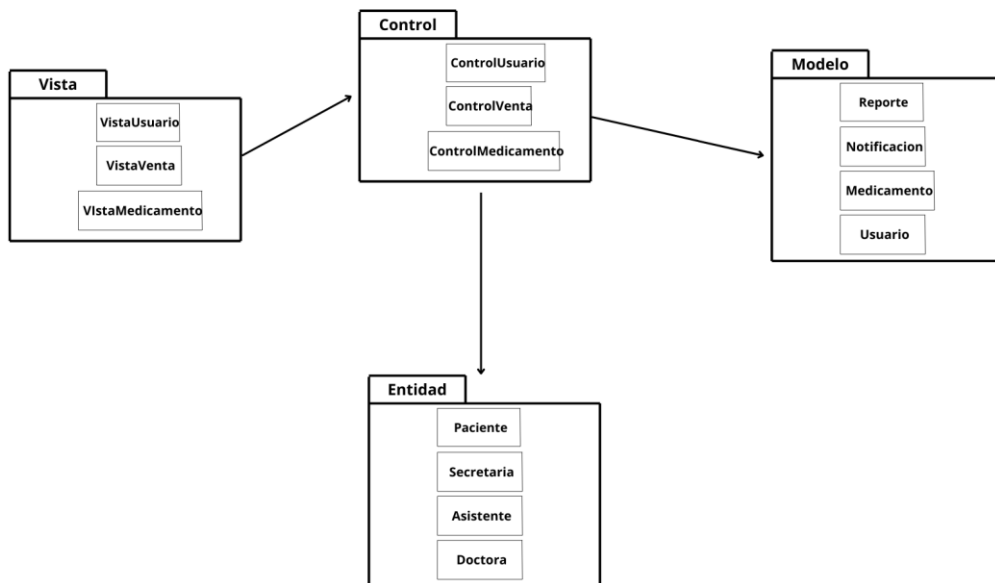 Vista
VistaUsuario
VistaVenta
VIstaMedicamento
Control
ControlUsuario
ControlVenta
ControlMedicamento
Modelo
Reporte
Notificacion
Medicamento
Usuario
Entidad
Paciente
Secretaria
Asistente
Doctora